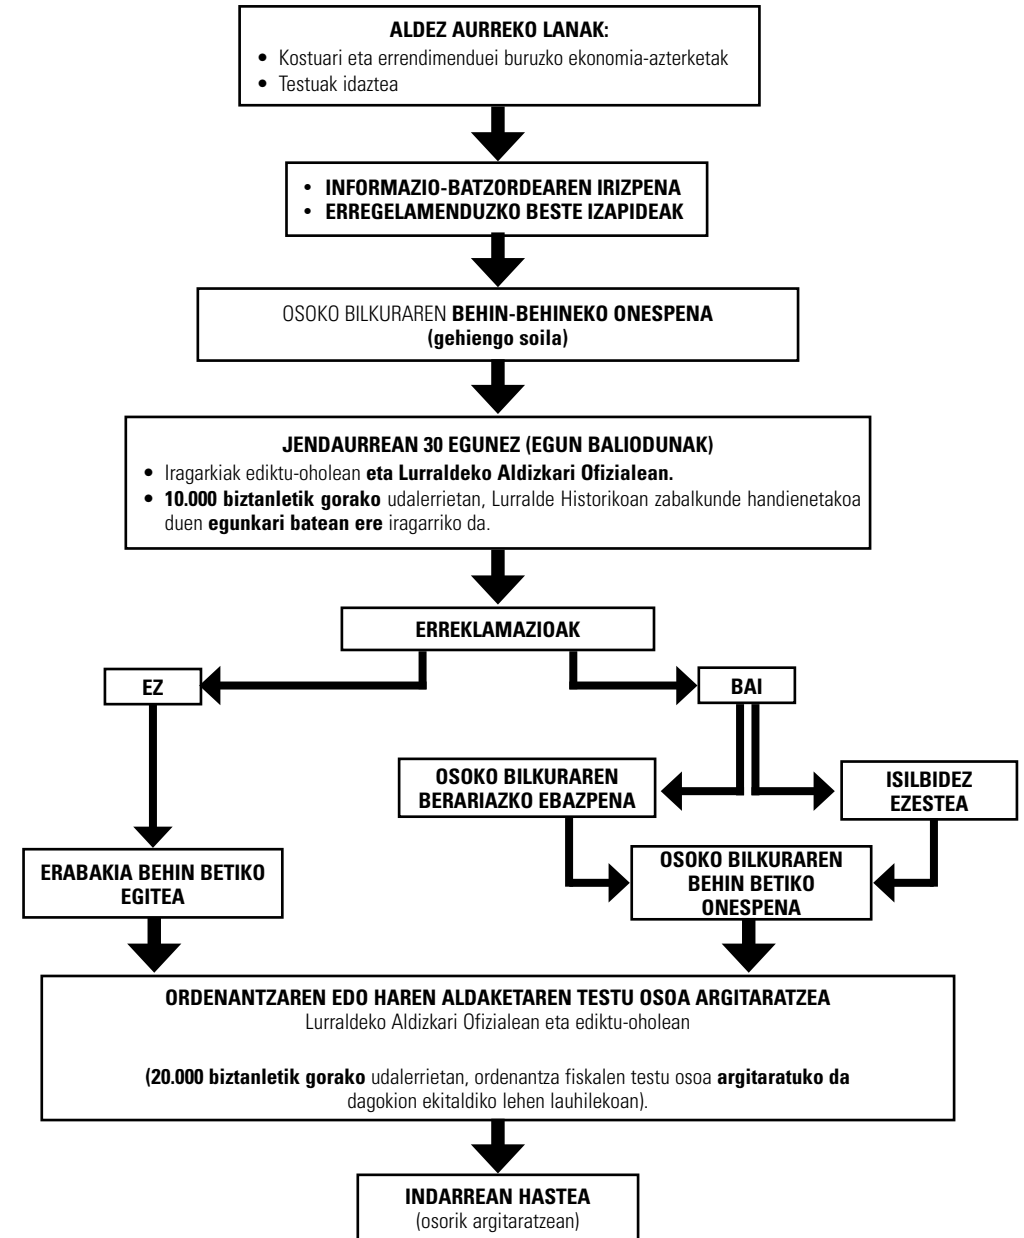 ALDEZ AURREKO LANAK:
• Kostuari eta errendimenduei buruzko ekonomia-azterketak
• Testuak idaztea
• INFORMAZIO-BATZORDEAREN IRIZPENA
• ERREGELAMENDUZKO BESTE IZAPIDEAK
OSOKO BILKURAREN BEHIN-BEHINEKO ONESPENA
(gehiengo soila)
JENDAURREAN 30 EGUNEZ (EGUN BALIODUNAK)
• Iragarkiak ediktu-oholean eta Lurraldeko Aldizkari Ofizialean.
• 10.000 biztanletik gorako udalerrietan, Lurralde Historikoan zabalkunde handienetakoa
duen egunkari batean ere iragarriko da.
ERREKLAMAZIOAK
EZ
BAI
OSOKO BILKURAREN
BERARIAZKO EBAZPENA
ISILBIDEZ
EZESTEA
ERABAKIA BEHIN BETIKO
EGITEA
OSOKO BILKURAREN
BEHIN BETIKO
ONESPENA
ORDENANTZAREN EDO HAREN ALDAKETAREN TESTU OSOA ARGITARATZEA
Lurraldeko Aldizkari Ofizialean eta ediktu-oholean
(20.000 biztanletik gorako udalerrietan, ordenantza fiskalen testu osoa argitaratuko da
dagokion ekitaldiko lehen lauhilekoan).
INDARREAN HASTEA
(osorik argitaratzean)